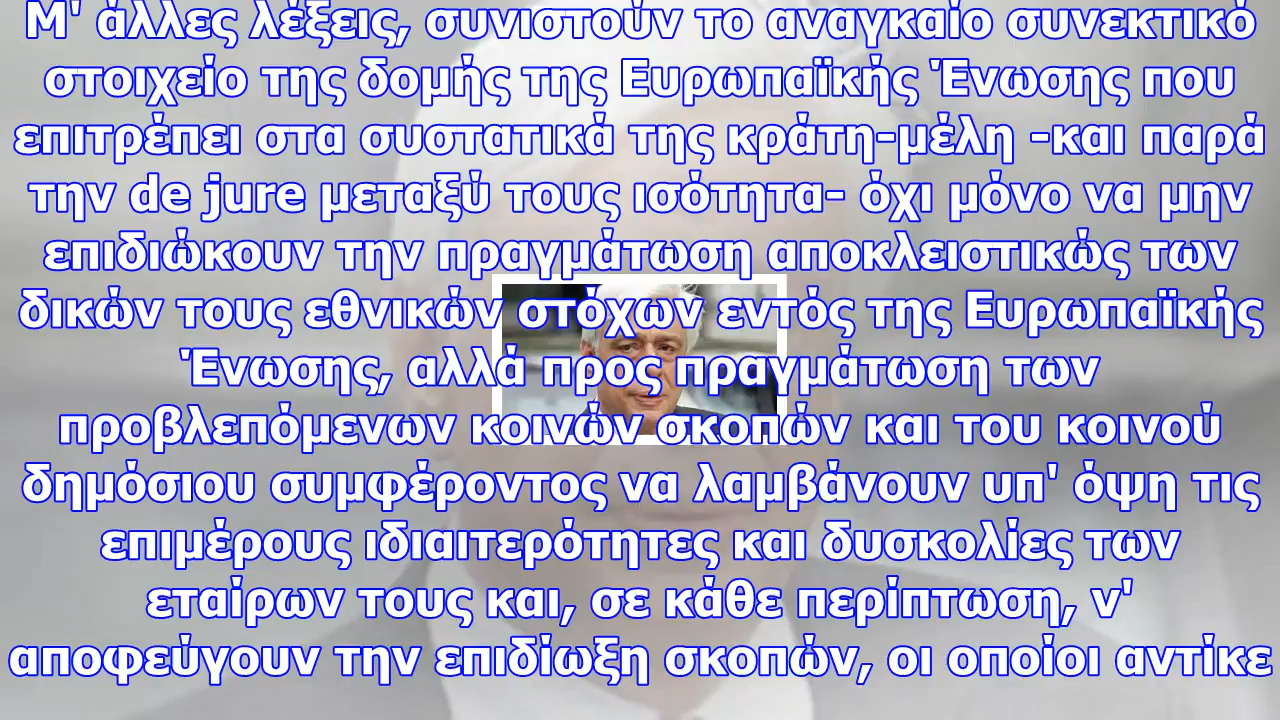 Μ' άλλες λέξεις, συνιστούν το αναγκαίο συνεκτικό
στοιχείο της δομής της Ευρωπαϊκής Ένωσης που
επιτρέπει στα συστατικά της κράτη-μέλη -και παρά
την de jure μεταξύ τους ισότητα- όχι μόνο να μην
επιδιώκουν την πραγμάτωση αποκλειστικώς των
δικών τους εθνικών στόχων εντός της Ευρωπαϊκής
Ένωσης, αλλά προς πραγμάτωση των
προβλεπόμενων κοινών σκοπών και του κοινού
δημόσιου συμφέροντος να λαμβάνουν υπ' όψη τις
επιμέρους ιδιαιτερότητες και δυσκολίες των
εταίρων τους και, σε κάθε περίπτωση, ν'
αποφεύγουν την επιδίωξη σκοπών, οι οποίοι αντίκε